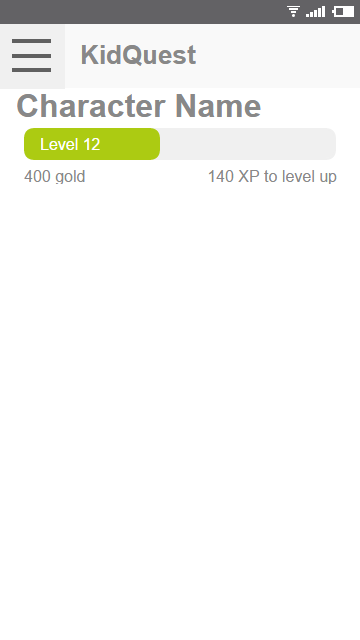 KidQuest
Character Name
Level 12
400 gold
140 XP to level up